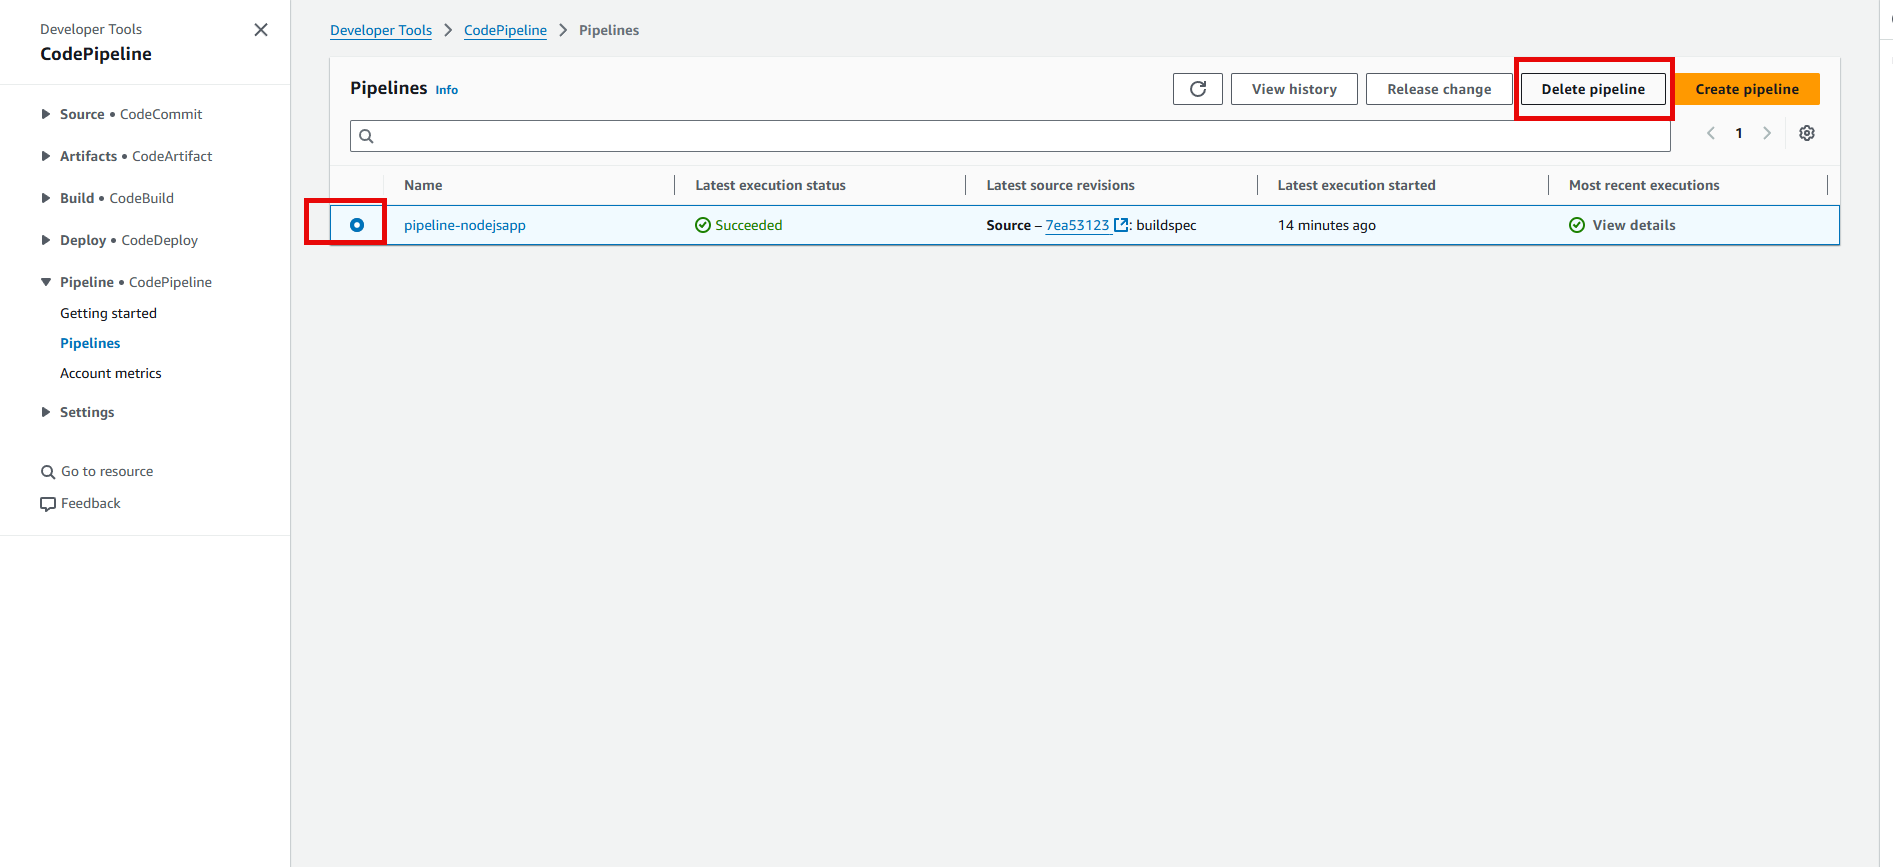 Developer Tools
CodePipeline
Source • CodeCommit
Artifacts • CodeArtifact
Build • CodeBuild
Deploy • CodeDeploy
Pipeline • CodePipeline
Getting started
Pipelines
Account metrics
Settings
Go to resource
Feedback
Developer Tools > CodePipeline > Pipelines
Pipelines Info
View history Release change Delete pipeline Create pipeline
1
Name Latest execution status Latest source revisions Latest execution started Most recent executions
pipeline-nodejsapp Succeeded Source – 7ea53123 : buildspec 14 minutes ago View details